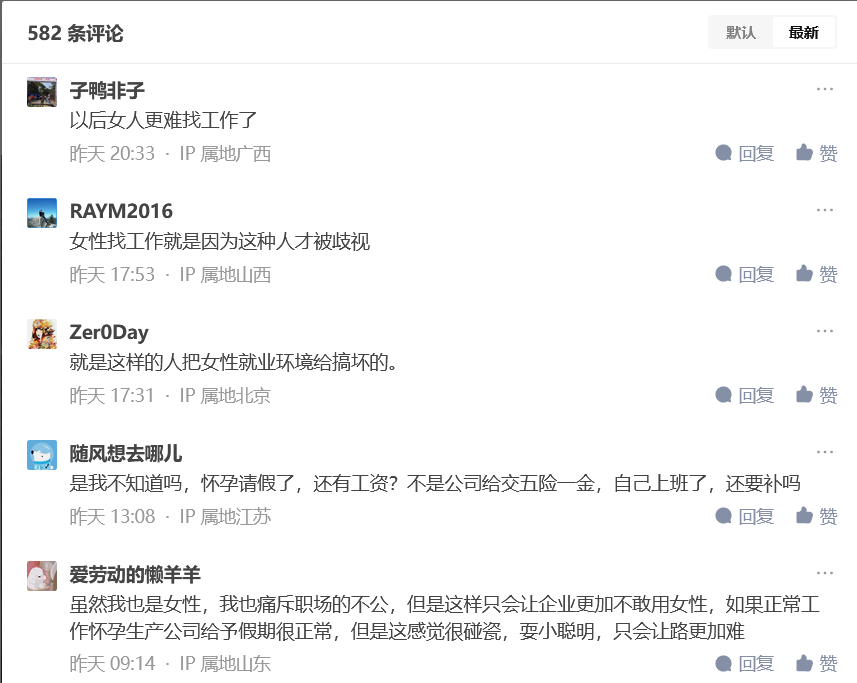 582 条评论
默认 最新
子鸭非子
以后女人更难找工作了
昨天 20:33 · IP 属地广西
回复 赞
RAYM2016
女性找工作就是因为这种人才被歧视
昨天 17:53 · IP 属地山西
回复 赞
Zer0Day
就是这样的人把女性就业环境给搞坏的。
昨天 17:31 · IP 属地北京
回复 赞
随风想去哪儿
是我不知道吗，怀孕请假了，还有工资？不是公司给交五险一金，自己上班了，还要补吗
昨天 13:08 · IP 属地江苏
回复 赞
爱劳动的懒羊羊
虽然我也是女性，我也痛斥职场的不公，但是这样只会让企业更加不敢用女性，如果正常工
作怀孕生产公司给予假期很正常，但是这感觉很碰瓷，耍小聪明，只会让路更加难
昨天 09:14 · IP 属地山东
回复 赞